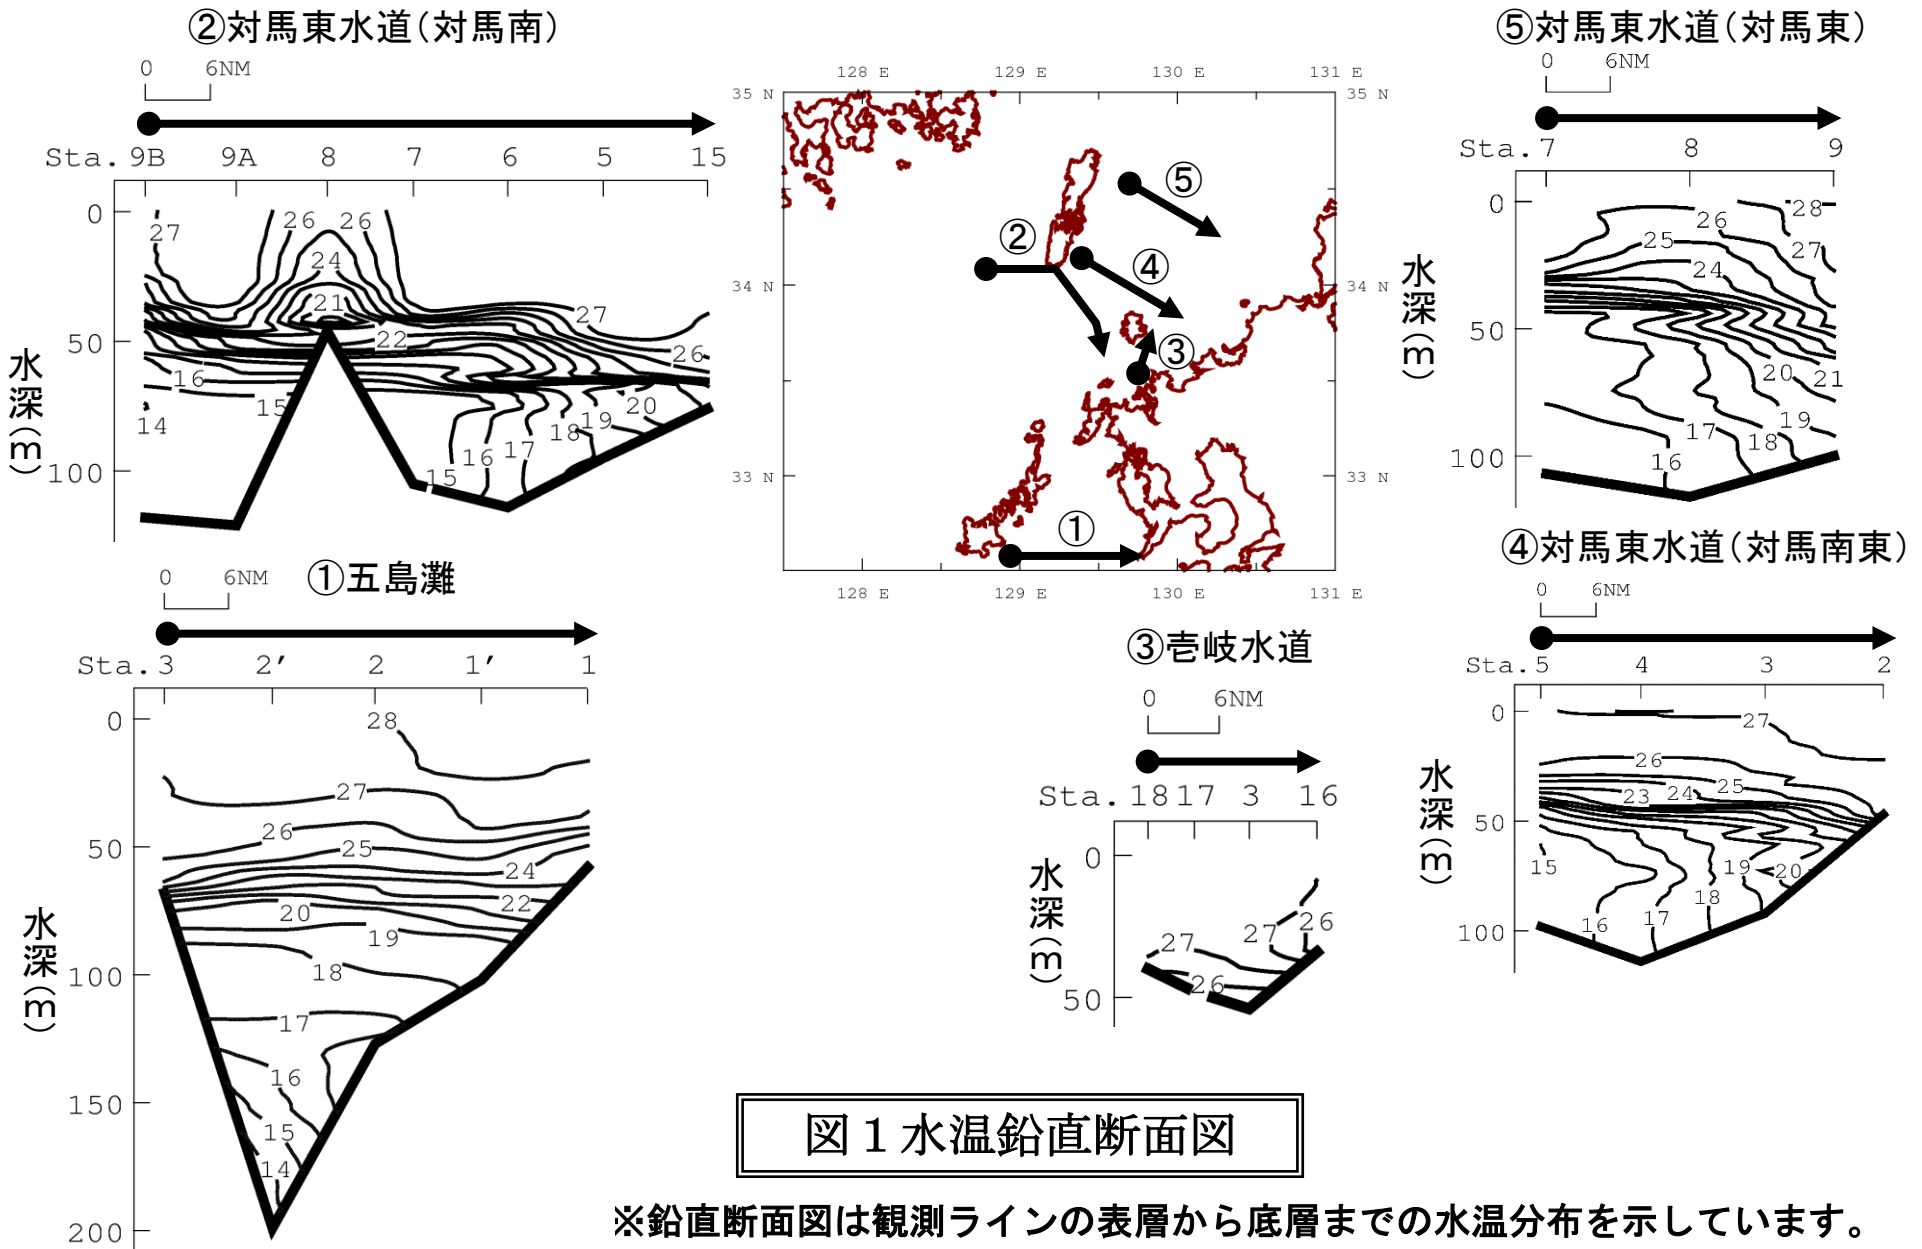 ②対馬東水道(対馬南)
0 6NM
Sta. 9B 9A 8 7 6 5 15
0
50
100
水深(m)
27 26 26 24 21 22 27 26 16 15 14 15 16 17 18 19 20
128 E 129 E 130 E 131 E
35 N 35 N
34 N 34 N
33 N 33 N
128 E 129 E 130 E 131 E
① ② ③ ④ ⑤
⑤対馬東水道(対馬東)
0 6NM
Sta. 7 8 9
0
50
100
水深(m)
28 26 27 25 24 20 21 19 17 18 16
①五島灘
0 6NM
Sta. 3 2' 2 1' 1
0
50
100
150
200
水深(m)
28 27 26 25 24 22 20 19 18 17 16 15 14
③壱岐水道
0 6NM
Sta. 18 17 3 16
0
50
水深(m)
27 27 26 26
④対馬東水道(対馬南東)
0 6NM
Sta. 5 4 3 2
0
50
100
水深(m)
27 26 25 24 23 15 19 20 18 17 16
図１水温鉛直断面図
※鉛直断面図は観測ラインの表層から底層までの水温分布を示しています。